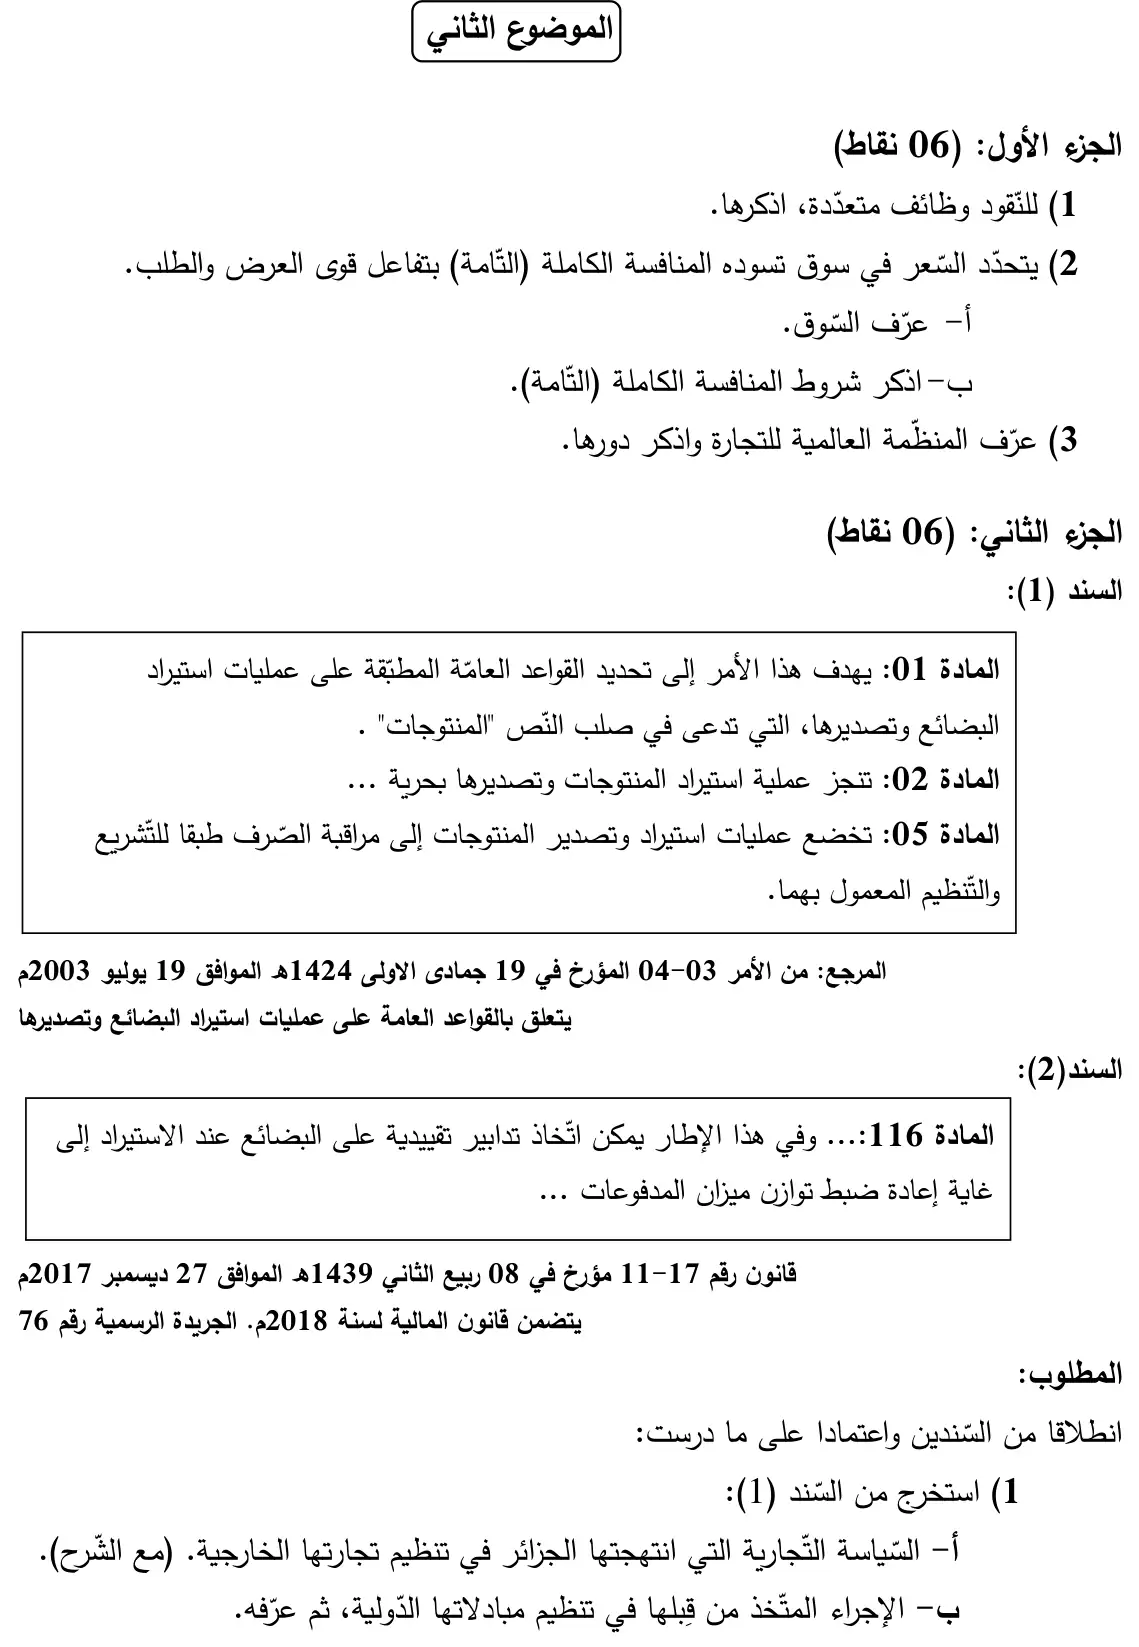 الموضوع الثاني
الجزء الأول: (06 نقاط)
1) للنّقود وظائف متعدّدة، اذكرها.
2) يتحدّد السّعر في سوق تسوده المنافسة الكاملة (التّامة) بتفاعل قوى العرض والطلب.
أ- عرّف السّوق.
ب- اذكر شروط المنافسة الكاملة (التّامة).
3) عرّف المنظّمة العالمية للتجارة واذكر دورها.
الجزء الثاني: (06 نقاط)
السند (1):
المادة 01: يهدف هذا الأمر إلى تحديد القواعد العامّة المطبّقة على عمليات استيراد
البضائع وتصديرها، التي تدعى في صلب النّص "المنتوجات" .
المادة 02: تنجز عملية استيراد المنتوجات وتصديرها بحرية ...
المادة 05: تخضع عمليات استيراد وتصدير المنتوجات إلى مراقبة الصّرف طبقا للتّشريع
والتّنظيم المعمول بهما.
المرجع: من الأمر 03-04 المؤرخ في 19 جمادى الاولى 1424هـ الموافق 19 يوليو 2003م
يتعلق بالقواعد العامة على عمليات استيراد البضائع وتصديرها
السند(2):
المادة 116:... وفي هذا الإطار يمكن اتّخاذ تدابير تقييدية على البضائع عند الاستيراد إلى
غاية إعادة ضبط توازن ميزان المدفوعات ...
قانون رقم 17-11 مؤرخ في 08 ربيع الثاني 1439هـ الموافق 27 ديسمبر 2017م
يتضمن قانون المالية لسنة 2018م. الجريدة الرسمية رقم 76
المطلوب:
انطلاقا من السّندين واعتمادا على ما درست:
1) استخرج من السّند (1):
أ- السّياسة التّجارية التي انتهجتها الجزائر في تنظيم تجارتها الخارجية. (مع الشّرح).
ب- الإجراء المتّخذ من قِبلها في تنظيم مبادلاتها الدّولية، ثم عرّفه.